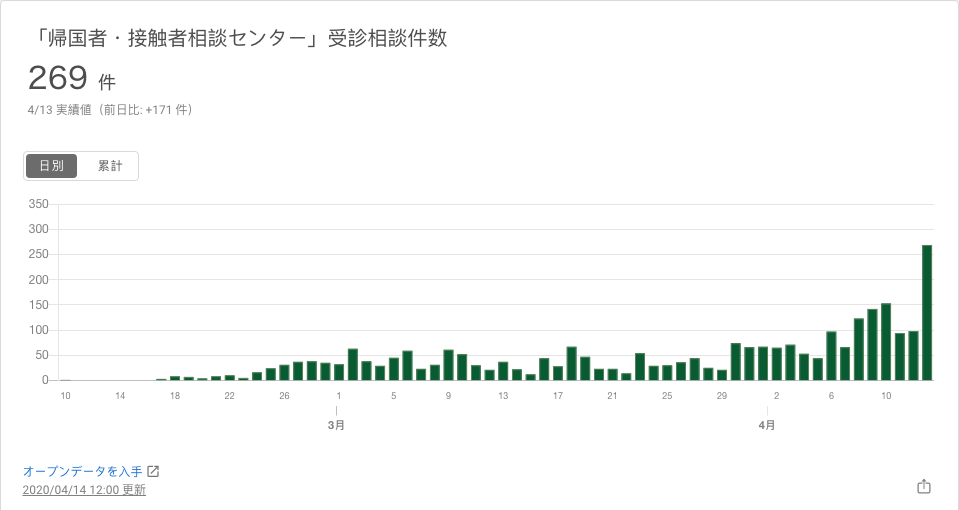 「帰国者・接触者相談センター」受診相談件数
269 件
4/13 実績値（前日比: +171 件）
日別 累計
350
300
250
200
150
100
50
0
10 14 18 22 26 1 5 9 13 17 21 25 29 2 6 10
3月 4月
オープンデータを入手
2020/04/14 12:00 更新